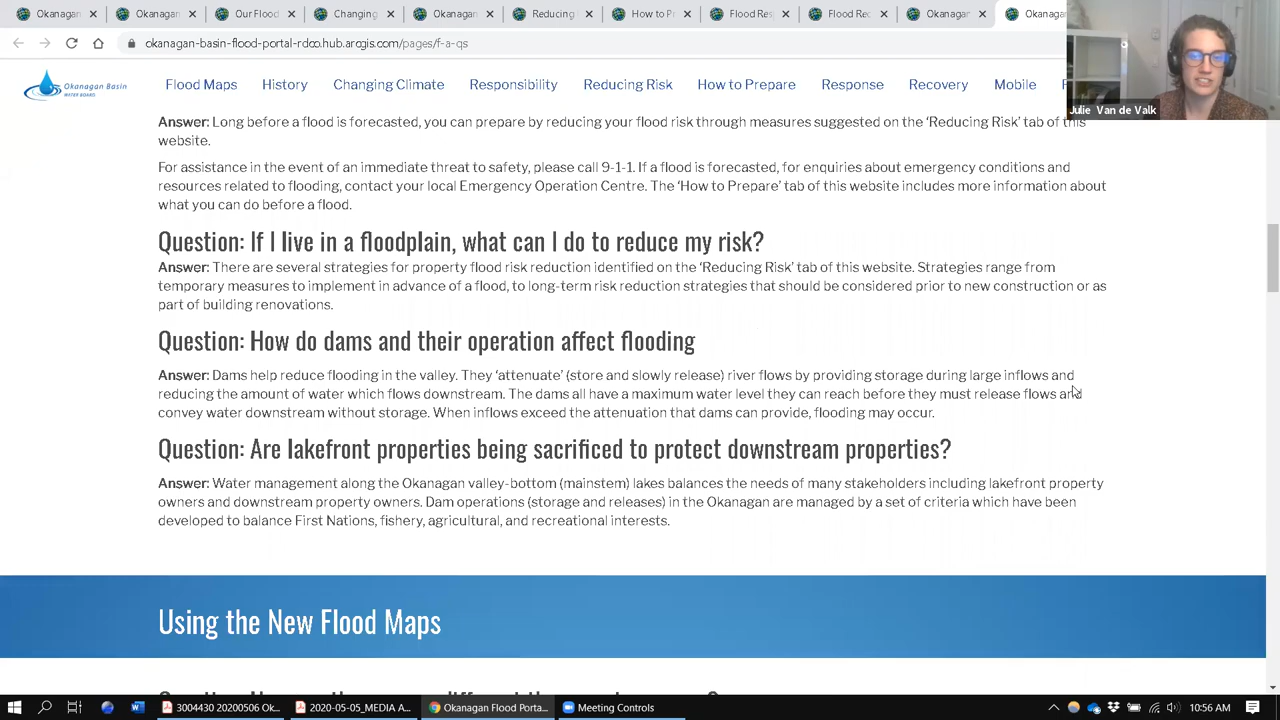 Okanagan
Okanagan
Our Flood
Changing
Okanagan
Reducing
How to Pr
Flood Res
Flood Rec
Okanagan
Okanaga
okanagan-basin-flood-portal-rdco.hub.arcgis.com/pages/f-a-qs
Okanagan Basin
WATER BOARD
Flood Maps
History
Changing Climate
Responsibility
Reducing Risk
How to Prepare
Response
Recovery
Mobile
Julie Van de Valk
Answer: Long before a flood is forecasted, you can prepare by reducing your flood risk through measures suggested on the ‘Reducing Risk’ tab of this
website.
For assistance in the event of an immediate threat to safety, please call 9-1-1. If a flood is forecasted, for enquiries about emergency conditions and
resources related to flooding, contact your local Emergency Operation Centre. The ‘How to Prepare’ tab of this website includes more information about
what you can do before a flood.
Question: If I live in a floodplain, what can I do to reduce my risk?
Answer: There are several strategies for property flood risk reduction identified on the ‘Reducing Risk’ tab of this website. Strategies range from
temporary measures to implement in advance of a flood, to long-term risk reduction strategies that should be considered prior to new construction or as
part of building renovations.
Question: How do dams and their operation affect flooding
Answer: Dams help reduce flooding in the valley. They ‘attenuate’ (store and slowly release) river flows by providing storage during large inflows and
reducing the amount of water which flows downstream. The dams all have a maximum water level they can reach before they must release flows and
convey water downstream without storage. When inflows exceed the attenuation that dams can provide, flooding may occur.
Question: Are lakefront properties being sacrificed to protect downstream properties?
Answer: Water management along the Okanagan valley-bottom (mainstem) lakes balances the needs of many stakeholders including lakefront property
owners and downstream property owners. Dam operations (storage and releases) in the Okanagan are managed by a set of criteria which have been
developed to balance First Nations, fishery, agricultural, and recreational interests.
Using the New Flood Maps
3004430 20200506 Ok...
2020-05-05_MEDIA A...
Okanagan Flood Porta...
Meeting Controls
10:56 AM